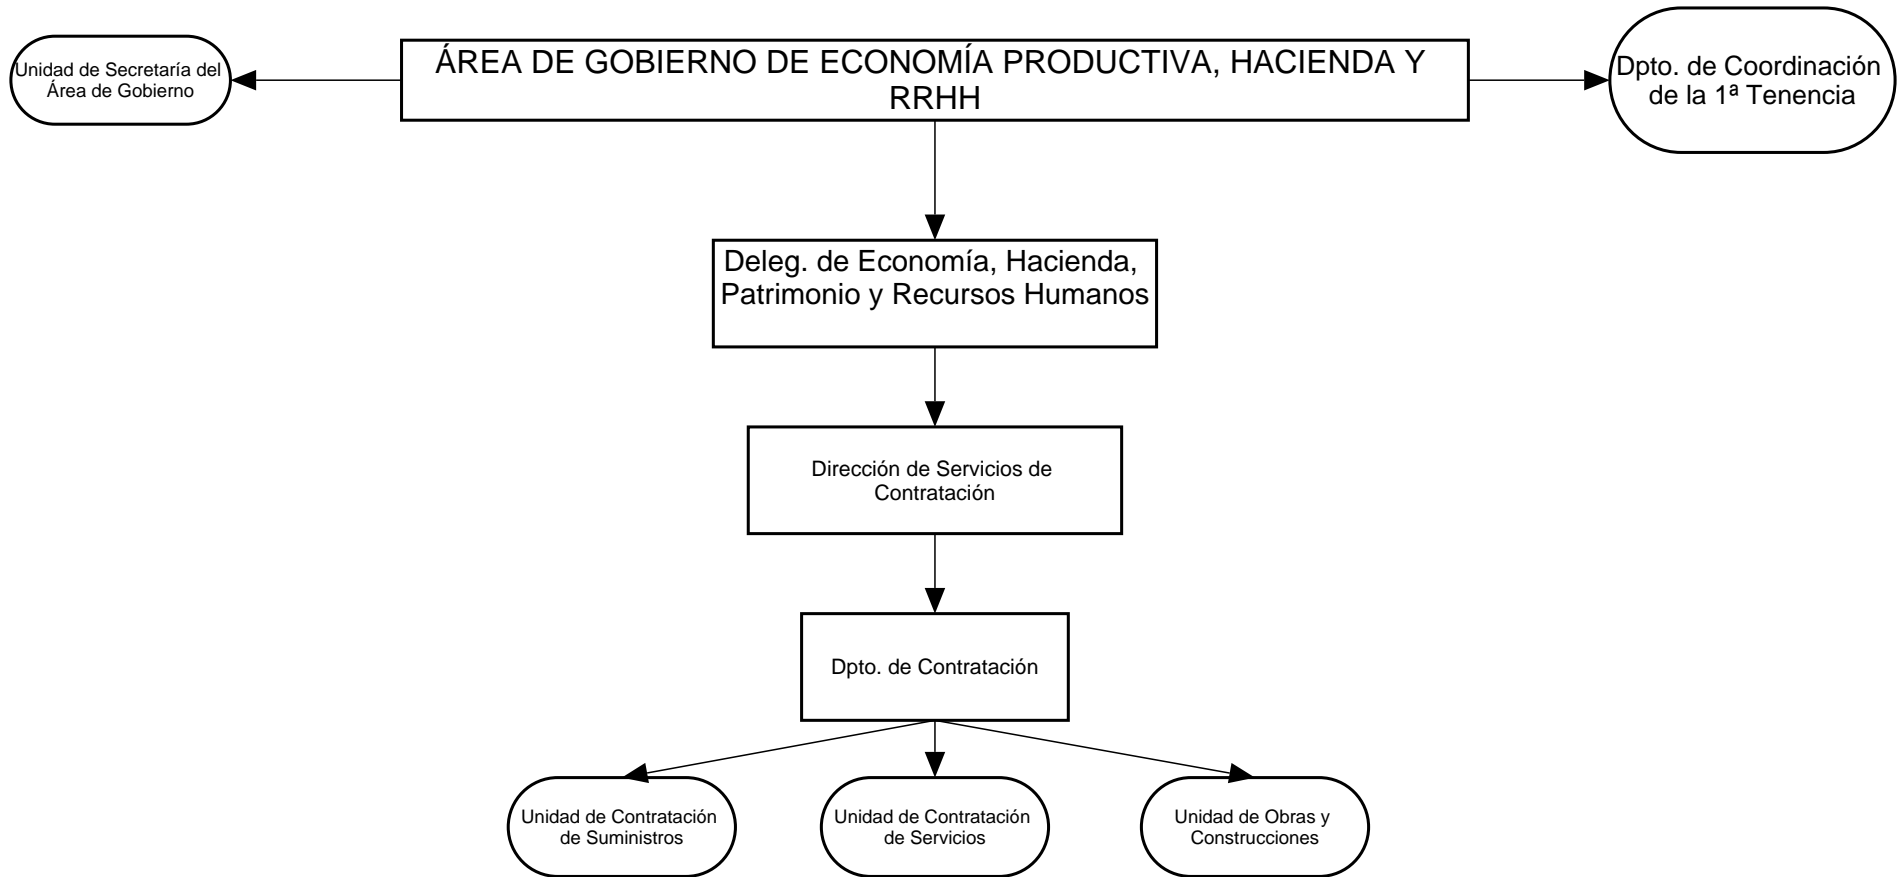 Unidad de Secretaría del
Área de Gobierno
ÁREA DE GOBIERNO DE ECONOMÍA PRODUCTIVA, HACIENDA Y
RRHH
Dpto. de Coordinación
de la 1ª Tenencia
Deleg. de Economía, Hacienda,
Patrimonio y Recursos Humanos
Dirección de Servicios de
Contratación
Dpto. de Contratación
Unidad de Contratación
de Suministros
Unidad de Contratación
de Servicios
Unidad de Obras y
Construcciones